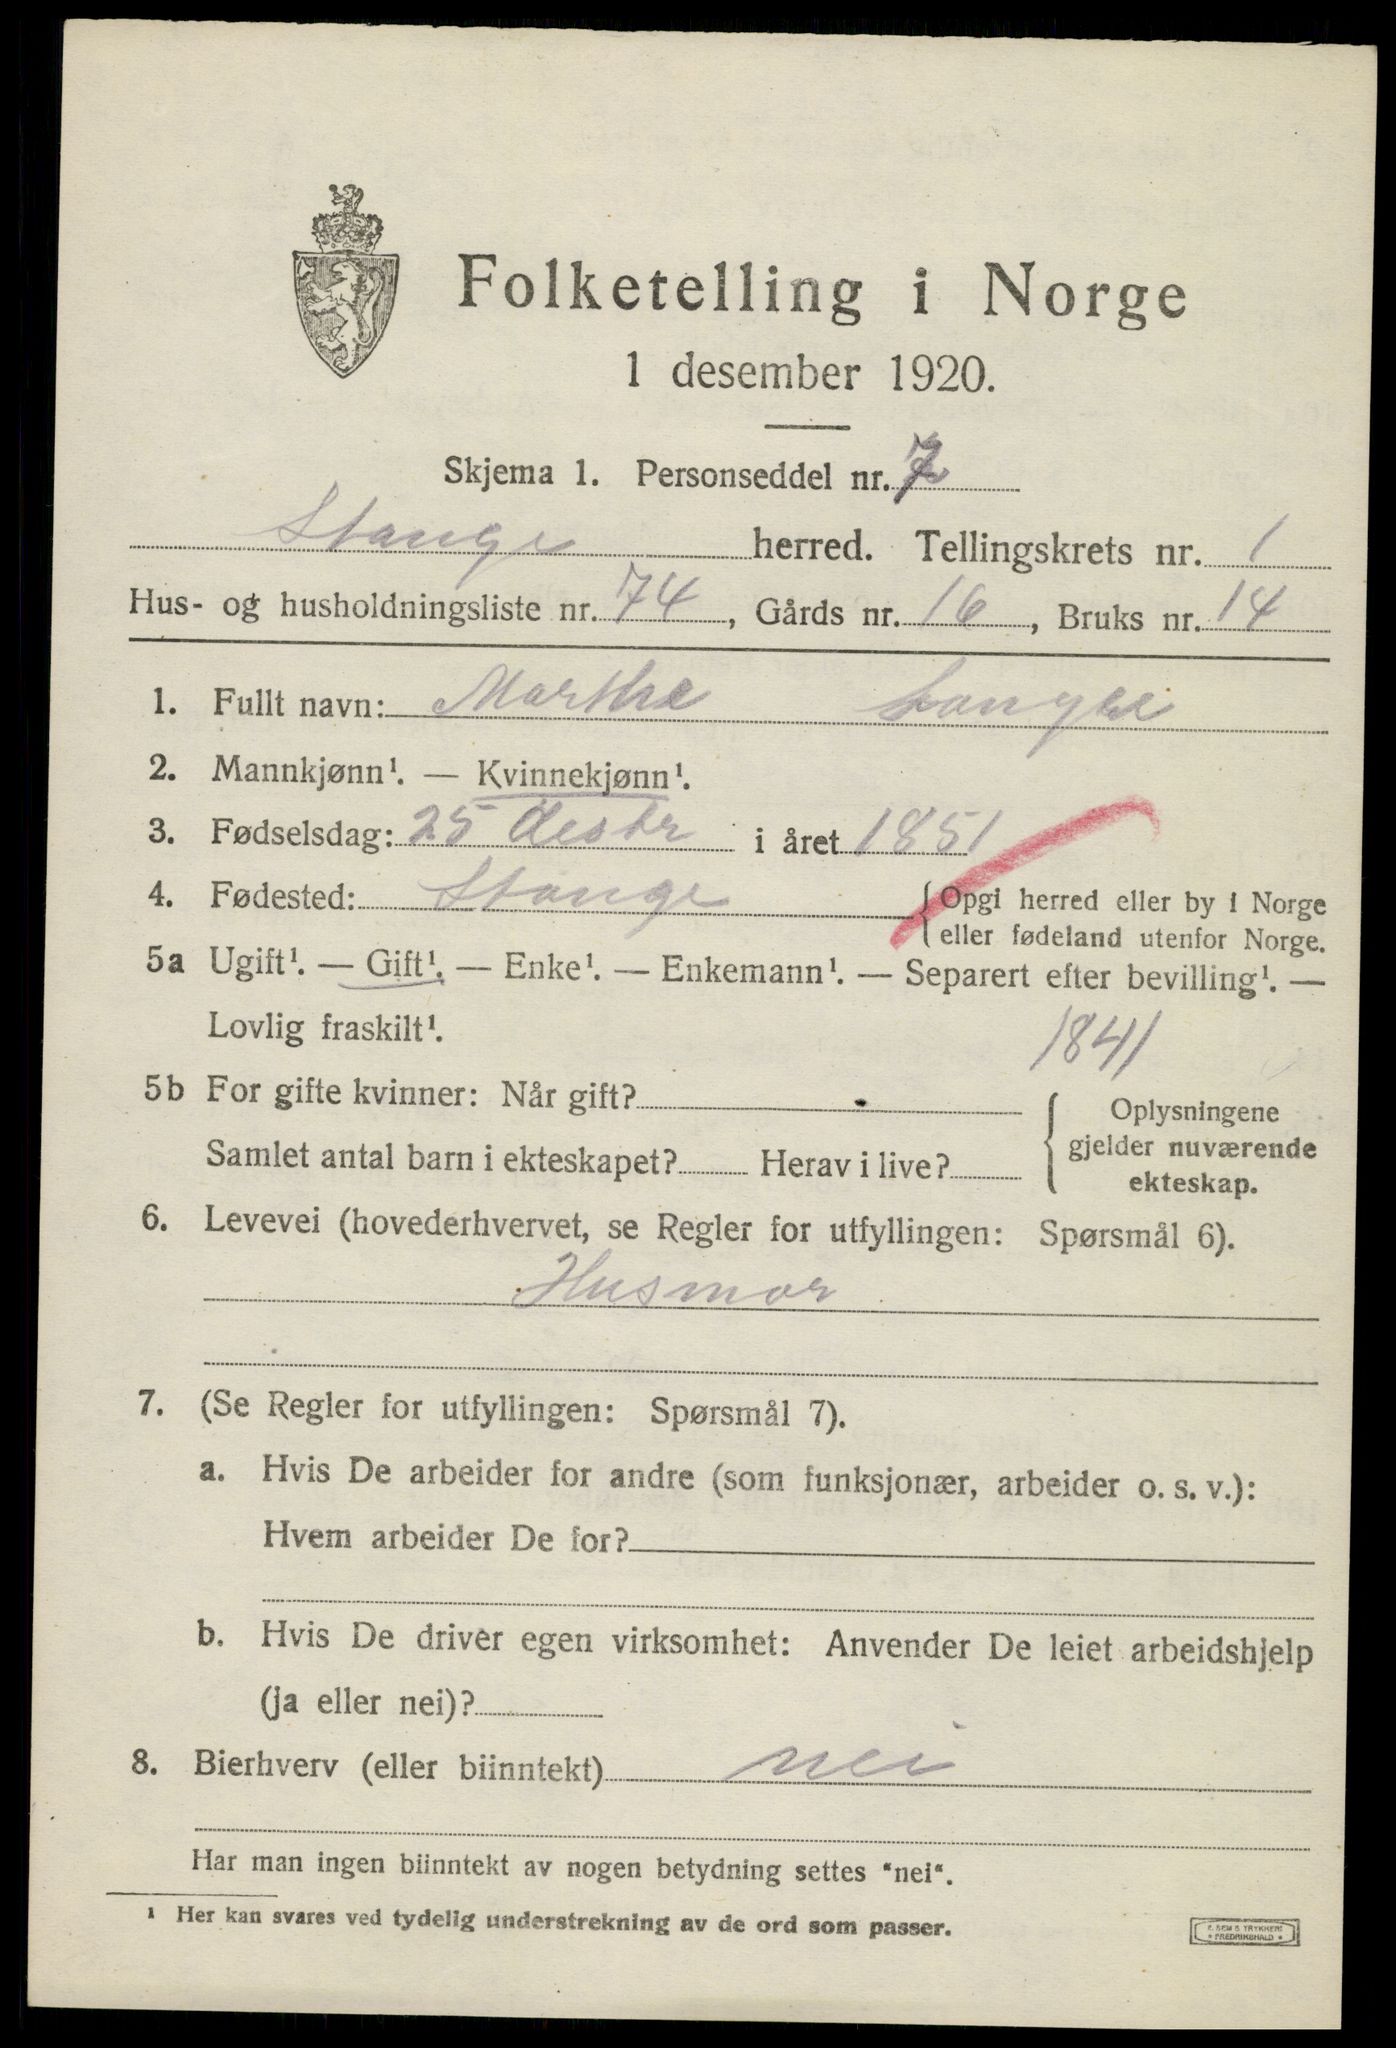 Folketelling i Norge
1 desember 1920.
Skjema 1. Personseddel nr. 7
Stange herred. Tellingskrets nr. 1
Hus- og husholdningsliste nr. 74, Gårds nr. 16, Bruks nr. 14
1. Fullt navn: Marthe
2. Mannkjønn¹. — Kvinnekjønn¹.
3. Fødselsdag: 25 desbr i året 1851
4. Fødested: Stange {Opgi herred eller by i Norge
eller fødeland utenfor Norge.
5a Ugift¹. — Gift¹. — Enke¹. — Enkemann¹. — Separert efter bevilling¹. —
Lovlig fraskilt¹.
1841
5b For gifte kvinner: Når gift?
Samlet antal barn i ekteskapet? Herav i live?
{Oplysningene
gjelder nuværende
ekteskap.
6. Levevei (hovederhvervet, se Regler for utfyllingen: Spørsmål 6).
Husmor
7. (Se Regler for utfyllingen: Spørsmål 7).
a. Hvis De arbeider for andre (som funksjonær, arbeider o. s. v.):
Hvem arbeider De for?
b. Hvis De driver egen virksomhet: Anvender De leiet arbeidshjelp
(ja eller nei)?
8. Bierhverv (eller biinntekt) nei
Har man ingen biinntekt av nogen betydning settes "nei".
¹ Her kan svares ved tydelig understrekning av de ord som passer.
E. SEM S TRYKKERI
* FREDRIKSHALD *